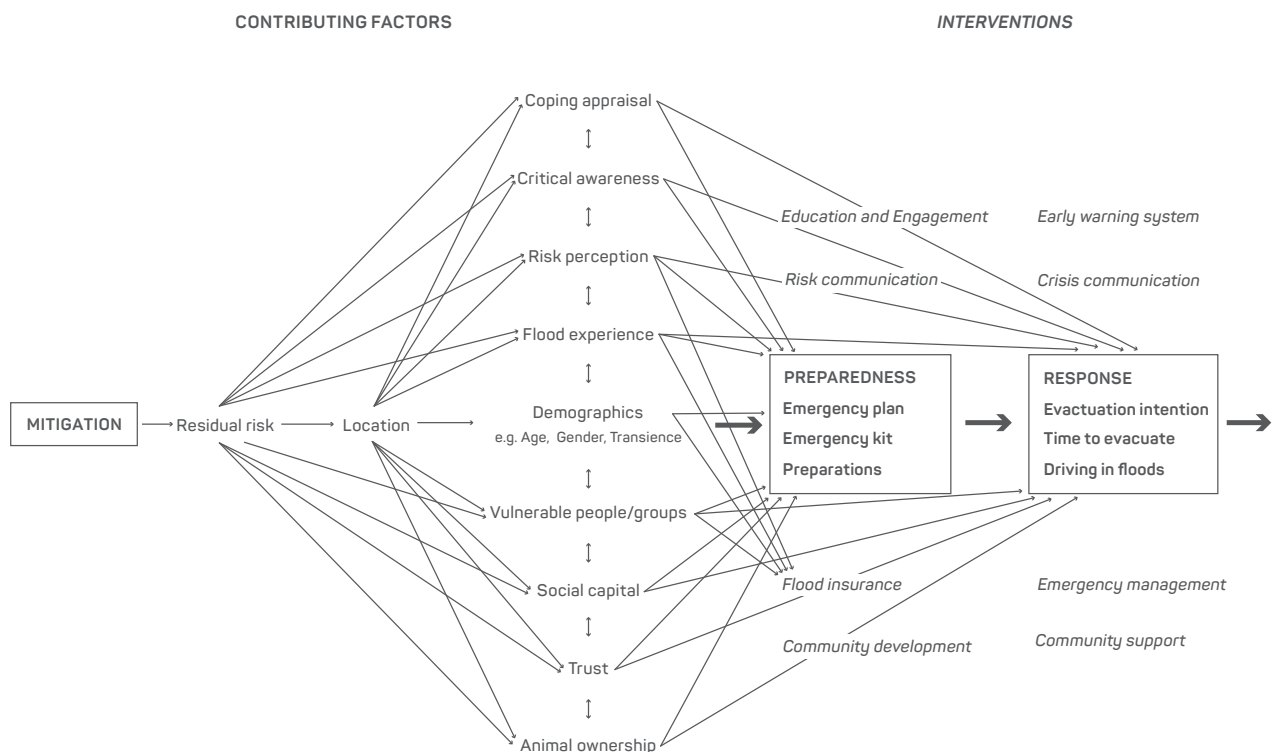 CONTRIBUTING FACTORS
INTERVENTIONS
Coping appraisal
Critical awareness
Education and Engagement
Early warning system
Risk perception
Risk communication
Crisis communication
Flood experience
MITIGATION
Residual risk
Location
Demographics
e.g. Age, Gender, Transience
PREPAREDNESS
Emergency plan
Emergency kit
Preparations
RESPONSE
Evactuation intention
Time to evacuate
Driving in floods
Vulnerable people/groups
Social capital
Flood insurance
Emergency management
Trust
Community development
Community support
Animal ownership